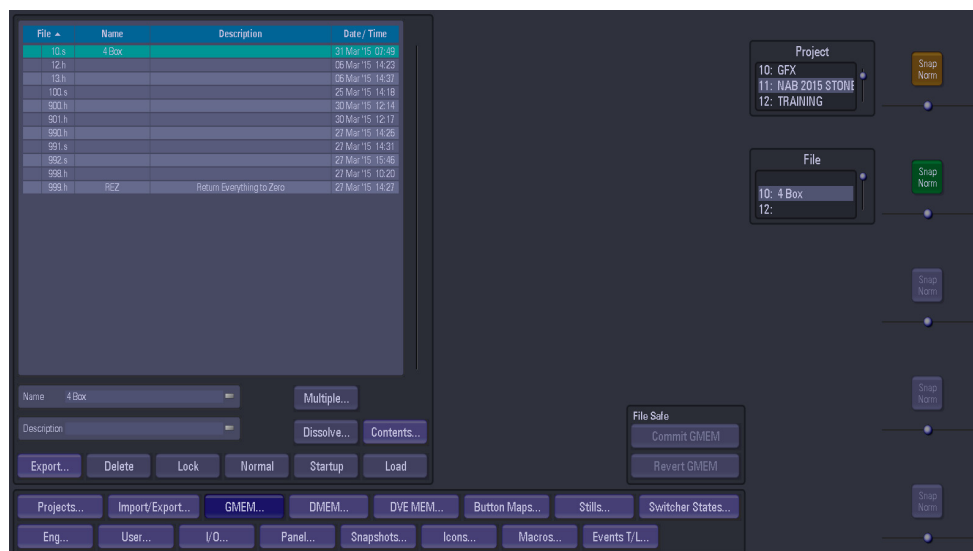 File Name Description Date/ Time
10.s 4 Box 31 Mar '15 07:49
12.h 06 Mar '15 14:23
13.h 06 Mar '15 14:37
100.s 25 Mar '15 14:18
900.h 30 Mar '15 12:14
901.h 30 Mar '15 12:17
990.h 27 Mar '15 14:26
991.s 27 Mar '15 14:31
992.s 27 Mar '15 15:46
998.h 27 Mar '15 10:20
999.h REZ Return Everything to Zero 27 Mar '15 14:27
Name 4 Box
Multiple...
Description
Dissolve... Contents...
Export... Delete Lock Normal Startup Load
Project
10: GFX
11: NAB 2015 STONE
12: TRAINING
Snap
Norm
File
10: 4 Box
12:
Snap
Norm
Snap
Norm
Snap
Norm
File Safe
Commit GMEM
Revert GMEM
Snap
Norm
Projects... Import/Export... GMEM... DMEM... DVE MEM... Button Maps... Stills... Switcher States...
Eng... User... I/O... Panel... Snapshots... Icons... Macros... Events T/L...